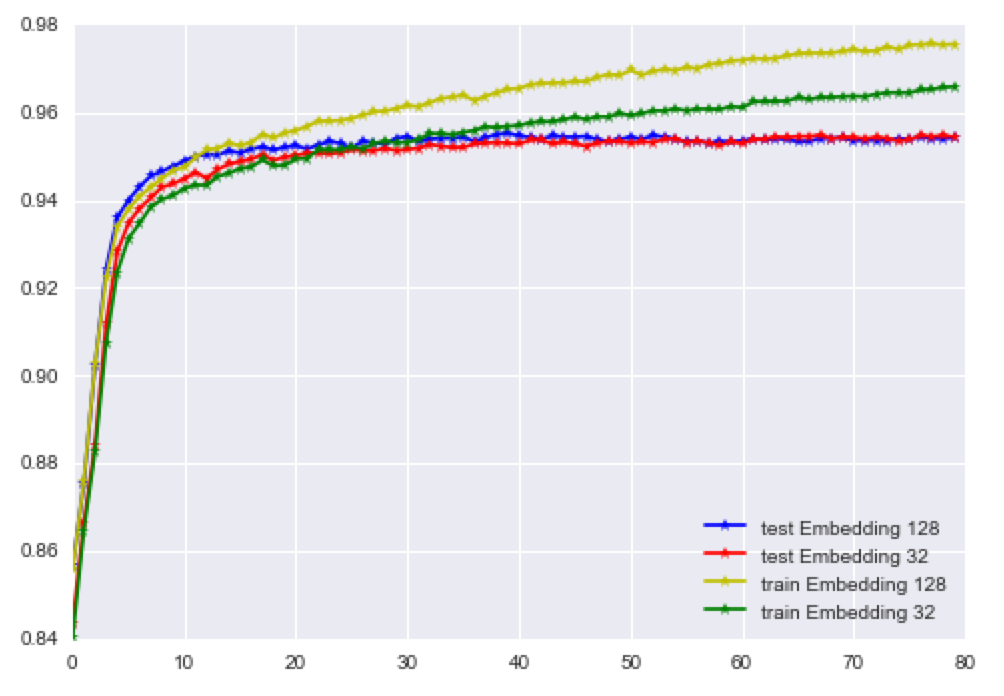 0.98
0.96
0.94
0.92
0.90
0.88
0.86
0.84
0 10 20 30 40 50 60 70 80
test Embedding 128
test Embedding 32
train Embedding 128
train Embedding 32